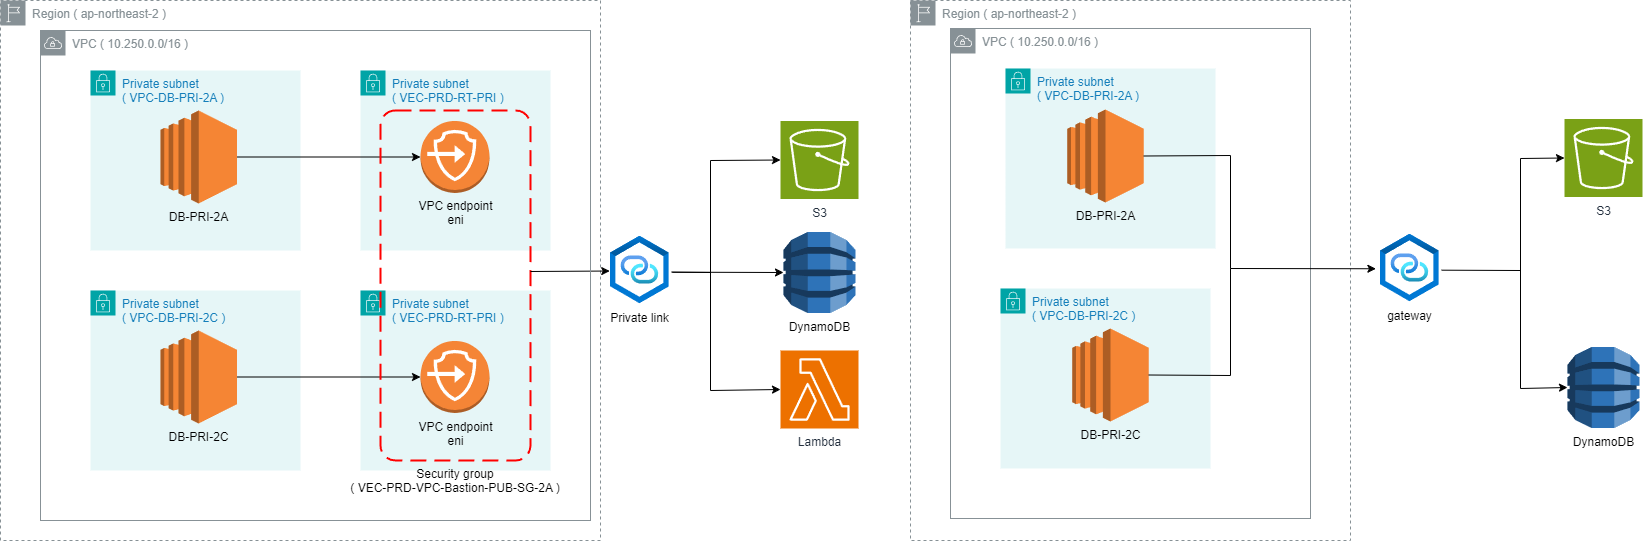 Region ( ap-northeast-2 )
VPC ( 10.250.0.0/16 )
Private subnet
( VPC-DB-PRI-2A )
DB-PRI-2A
Private subnet
( VEC-PRD-RT-PRI )
VPC endpoint
eni
Private subnet
( VPC-DB-PRI-2C )
DB-PRI-2C
Private subnet
( VEC-PRD-RT-PRI )
VPC endpoint
eni
Security group
( VEC-PRD-VPC-Bastion-PUB-SG-2A )
Private link
S3
DynamoDB
Lambda
Region ( ap-northeast-2 )
VPC ( 10.250.0.0/16 )
Private subnet
( VPC-DB-PRI-2A )
DB-PRI-2A
Private subnet
( VPC-DB-PRI-2C )
DB-PRI-2C
gateway
S3
DynamoDB